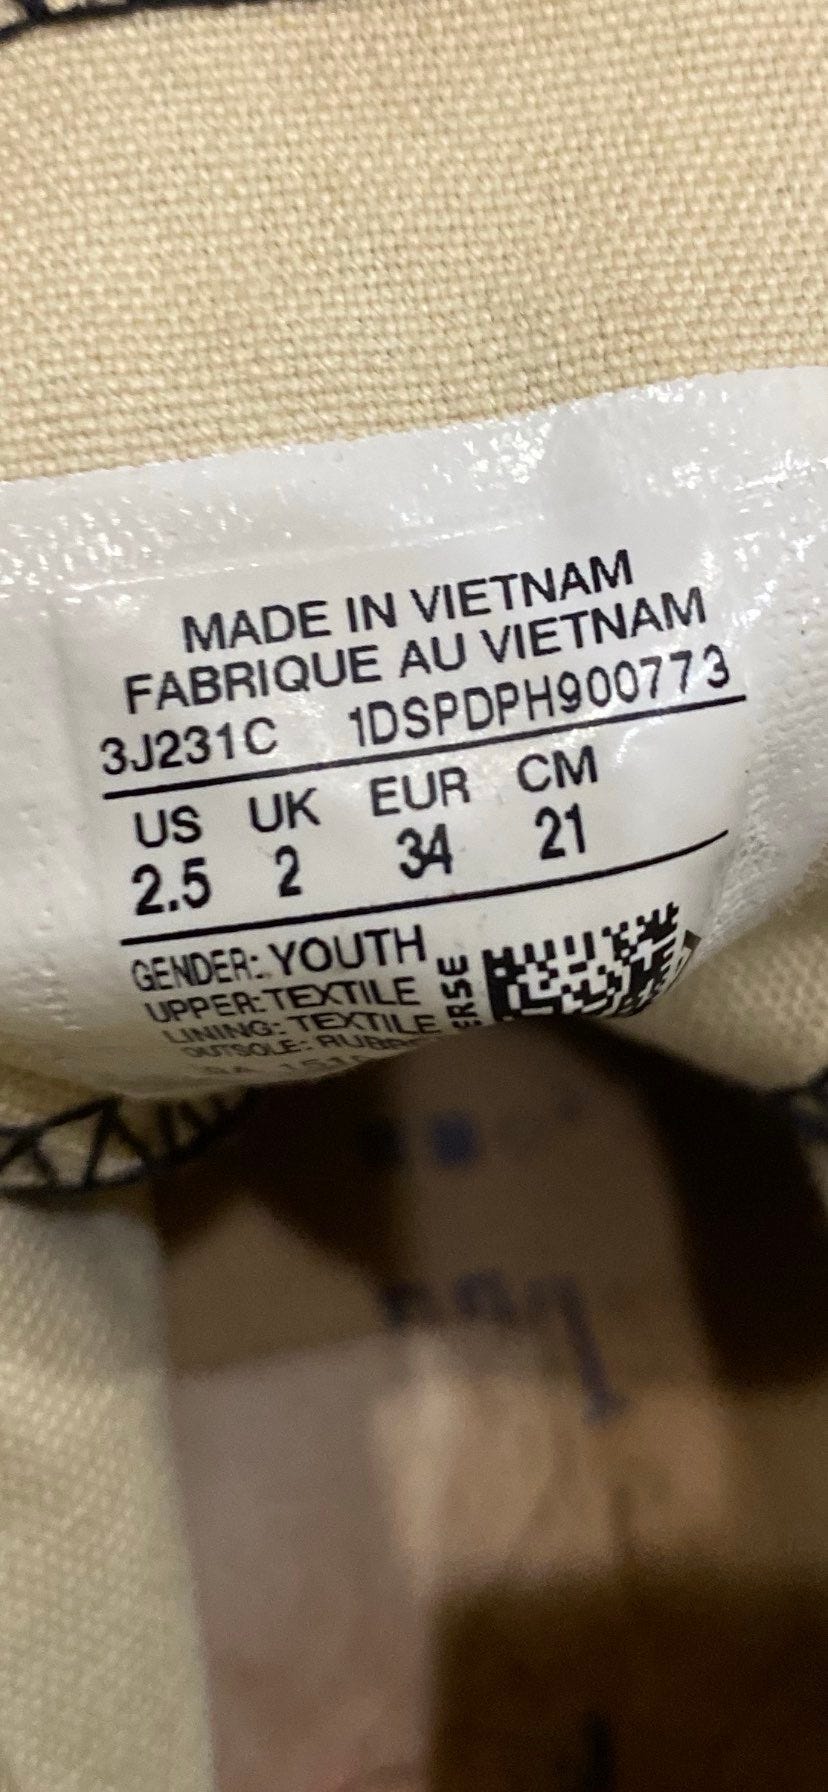 MADE IN VIETNAM
FABRIQUE AU VIETNAM
3J231C 1DSPDPH900773
US UK EUR CM
2.5 2 34 21
GENDER: YOUTH
UPPER: TEXTILE
LINING: TEXTILE
OUTSOLE: